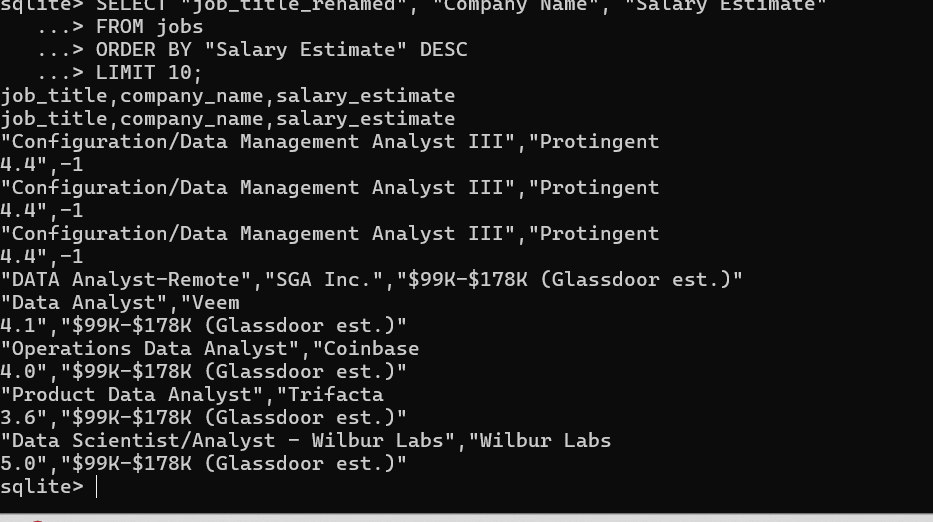 sqlite> SELECT "job_title_renamed", "Company Name", "Salary Estimate"
...> FROM jobs
...> ORDER BY "Salary Estimate" DESC
...> LIMIT 10;
job_title,company_name,salary_estimate
job_title,company_name,salary_estimate
"Configuration/Data Management Analyst III","Protingent
4.4",-1
"Configuration/Data Management Analyst III","Protingent
4.4",-1
"Configuration/Data Management Analyst III","Protingent
4.4",-1
"DATA Analyst-Remote","SGA Inc.","$99K-$178K (Glassdoor est.)"
"Data Analyst","Veem
4.1","$99K-$178K (Glassdoor est.)"
"Operations Data Analyst","Coinbase
4.0","$99K-$178K (Glassdoor est.)"
"Product Data Analyst","Trifacta
3.6","$99K-$178K (Glassdoor est.)"
"Data Scientist/Analyst - Wilbur Labs","Wilbur Labs
5.0","$99K-$178K (Glassdoor est.)"
sqlite>